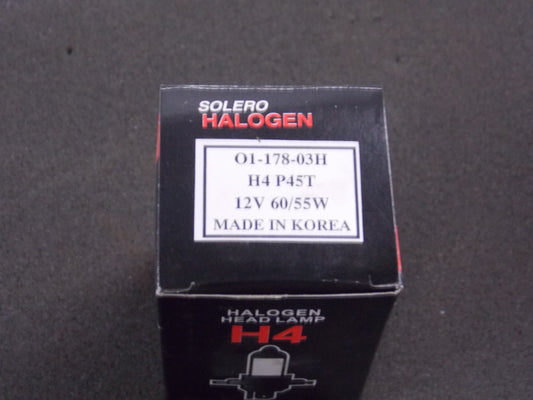 SOLERO
HALOGEN
O1-178-03H
H4 P45T
12V 60/55W
MADE IN KOREA
HALOGEN
HEAD LAMP
H4